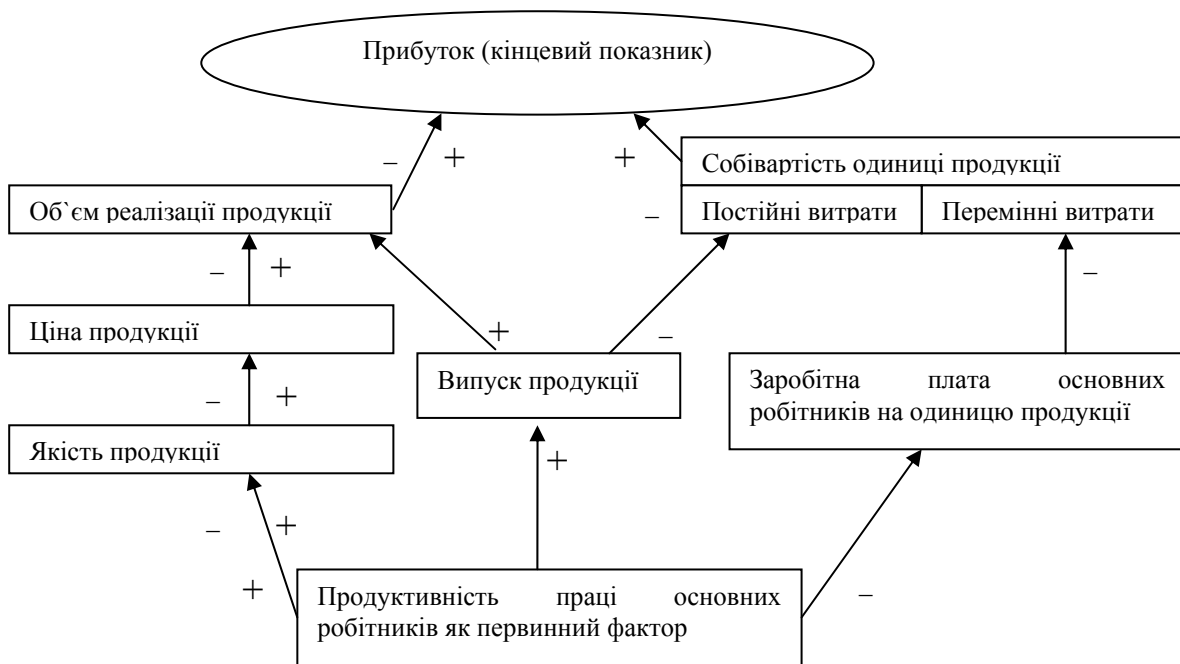 Прибуток (кінцевий показник)
– +
+
Собівартість одиниці продукції
Об`єм реалізації продукції
–
Постійні витрати
Перемінні витрати
– +
–
Ціна продукції
+
–
Випуск продукції
Заробітна плата основних
робітників на одиницю продукції
– +
Якість продукції
+
– +
+
Продуктивність праці основних
робітників як первинний фактор
–